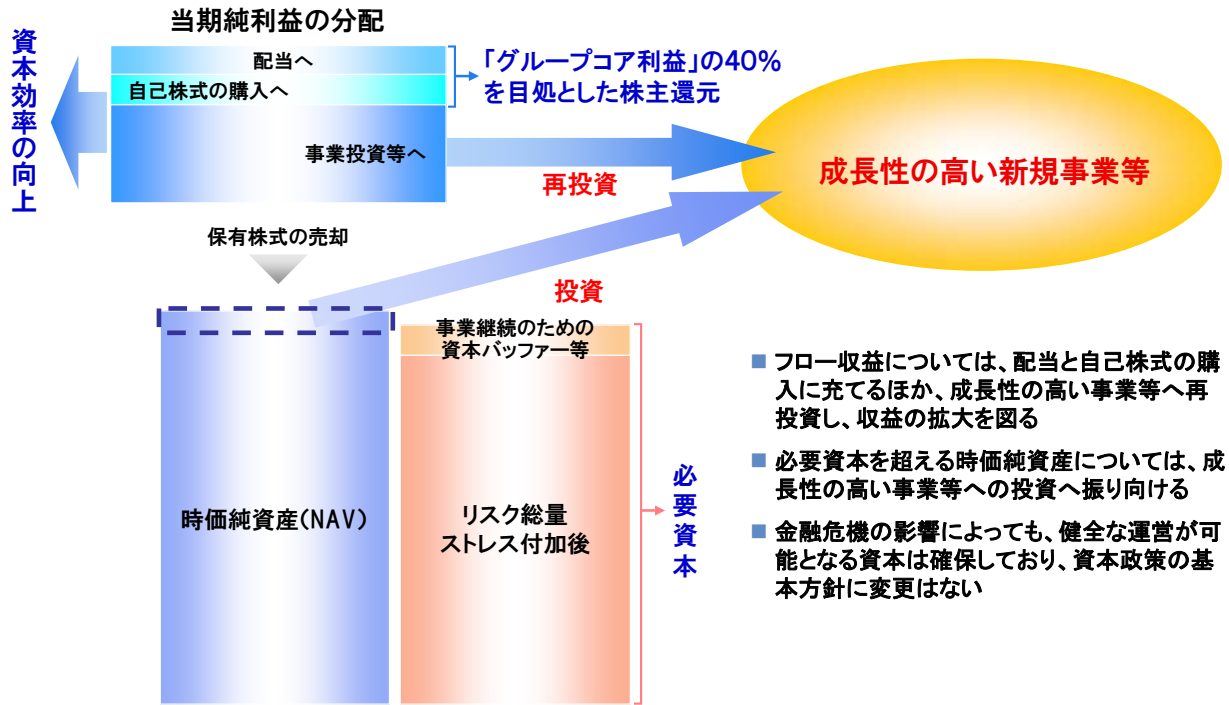 当期純利益の分配
資本効率の向上
配当へ
自己株式の購入へ
事業投資等へ
「グループコア利益」の40%
を目処とした株主還元
再投資
成長性の高い新規事業等
保有株式の売却
投資
時価純資産(NAV)
事業継続のための
資本バッファー等
リスク総量
ストレス付加後
必要資本
■ フロー収益については、配当と自己株式の購
入に充てるほか、成長性の高い事業等へ再
投資し、収益の拡大を図る
■ 必要資本を超える時価純資産については、成
長性の高い事業等への投資へ振り向ける
■ 金融危機の影響によっても、健全な運営が可
能となる資本は確保しており、資本政策の基
本方針に変更はない